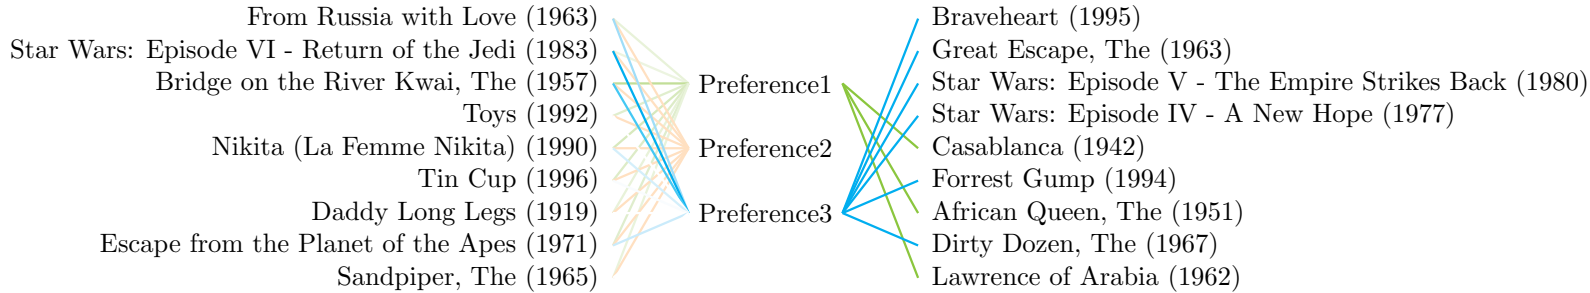 From Russia with Love (1963)
Star Wars: Episode VI - Return of the Jedi (1983)
Bridge on the River Kwai, The (1957)
Toys (1992)
Nikita (La Femme Nikita) (1990)
Tin Cup (1996)
Daddy Long Legs (1919)
Escape from the Planet of the Apes (1971)
Sandpiper, The (1965)
Preference1
Preference2
Preference3
Braveheart (1995)
Great Escape, The (1963)
Star Wars: Episode V - The Empire Strikes Back (1980)
Star Wars: Episode IV - A New Hope (1977)
Casablanca (1942)
Forrest Gump (1994)
African Queen, The (1951)
Dirty Dozen, The (1967)
Lawrence of Arabia (1962)